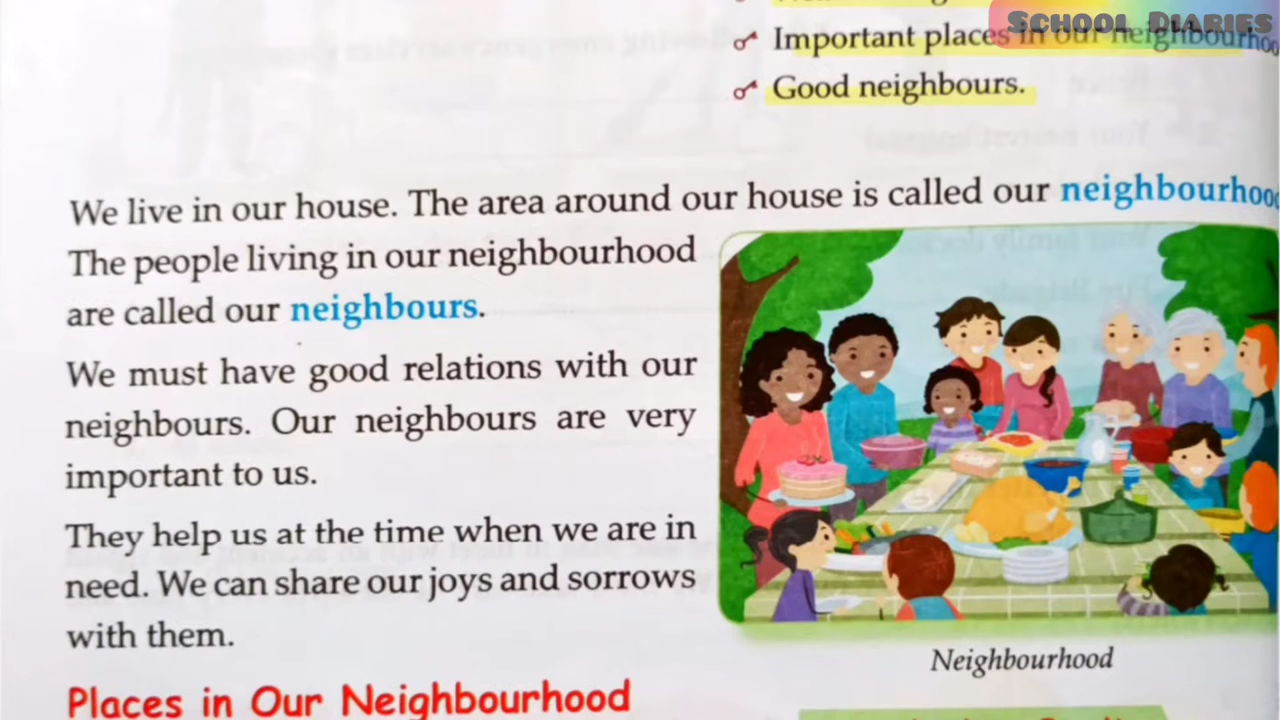 SCHOOL DIARIES
Important places in our neighbourhoo
Good neighbours.
We live in our house. The area around our house is called our neighbourhoo
The people living in our neighbourhood
are called our neighbours.
We must have good relations with our
neighbours. Our neighbours are very
important to us.
They help us at the time when we are in
need. We can share our joys and sorrows
with them.
Neighbourhood
Places in Our Neighbourhood